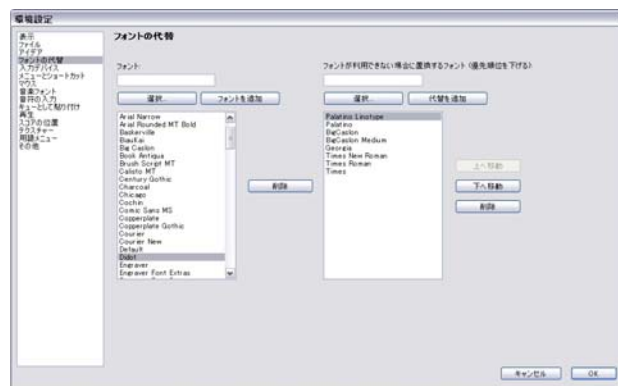 環境設定
表示
ファイル
アイデア
フォントの代替
入力デバイス
メニューとショートカット
マウス
音楽フォント
音符の入力
キューとして貼り付け
再生
スコアの位置
テクスチャー
用語メニュー
その他
フォントの代替
フォント:
選択...
フォントを追加
Arial Narrow
Arial Rounded MT Bold
Baskerville
BiauKai
Big Caslon
Book Antiqua
Brush Script MT
Calisto MT
Century Gothic
Charcoal
Chicago
Cochin
Comic Sans MS
Copperplate
Copperplate Gothic
Courier
Courier New
Default
Didot
Engraver
Engraver Font Extras
削除
フォントが利用できない場合に置換するフォント (優先順位を下げる):
選択...
代替を追加
Palatino Linotype
Palatino
BigCaslon
BigCaslon Medium
Georgia
Times New Roman
Times Roman
Times
上へ移動
下へ移動
削除
キャンセル
OK